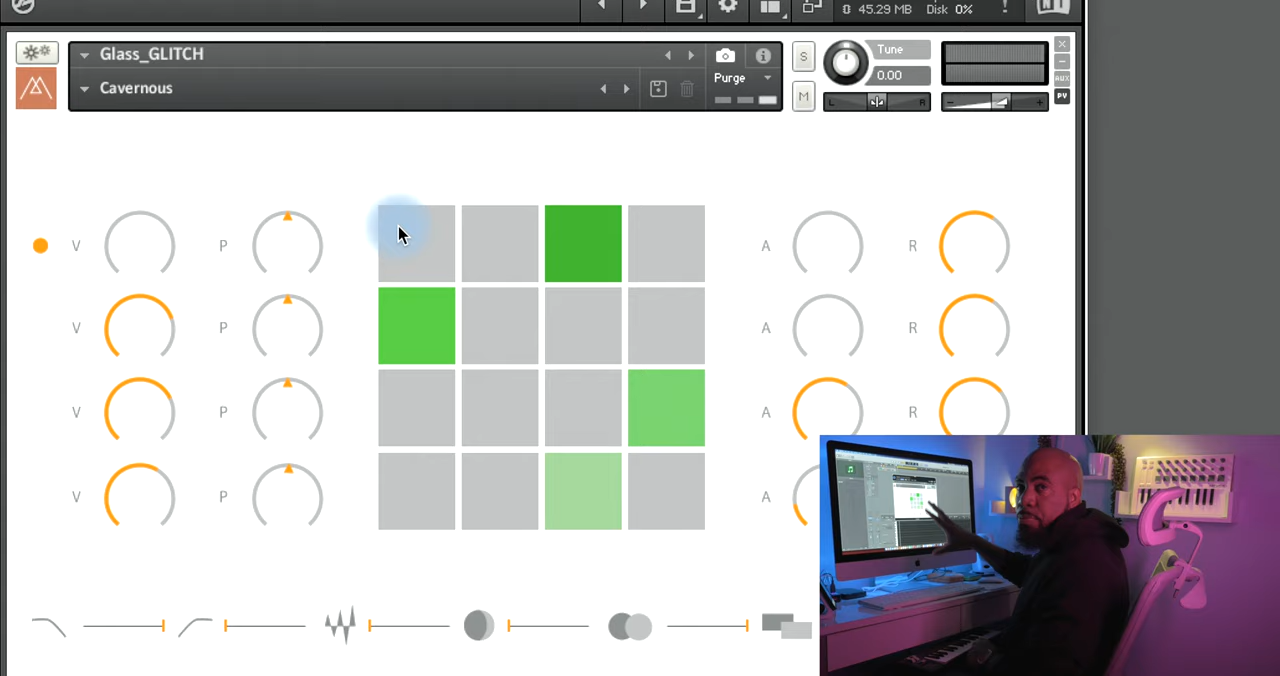 45.29 MB Disk 0% !
Glass_GLITCH
Cavernous
Purge
i
S
M
Tune
0.00
L R
- +
AUX
PV
V P A R
V P A R
V P A R
V P A